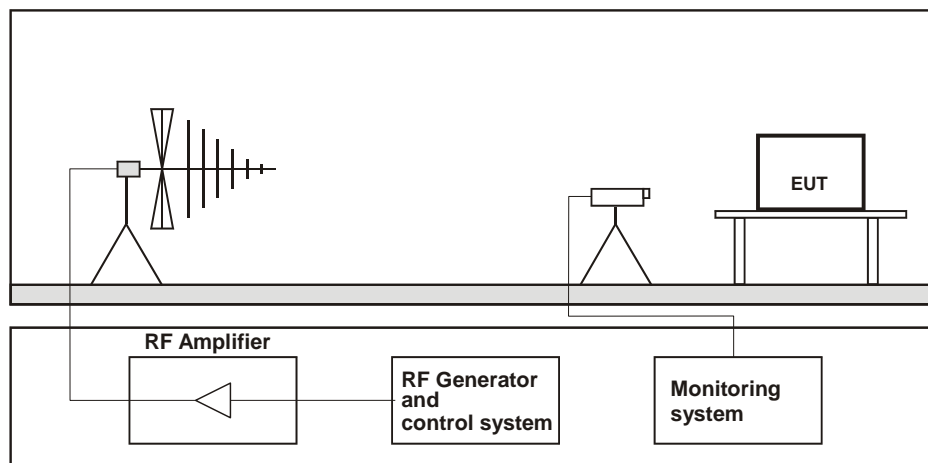 EUT
RF Amplifier
RF Generator
and
control system
Monitoring
system